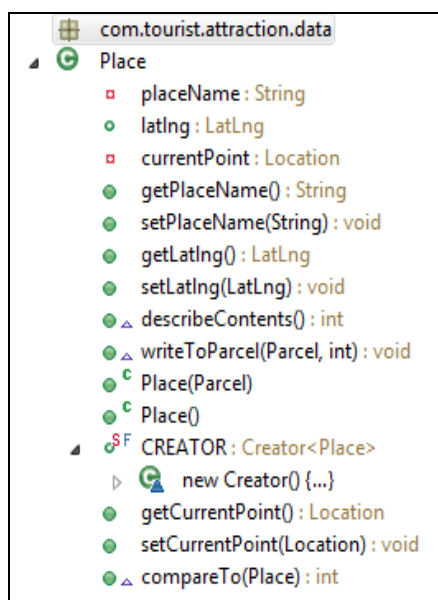 com.tourist.attraction.data
Place
placeName : String
latlng : LatLng
currentPoint : Location
getPlaceName() : String
setPlaceName(String) : void
getLatlng() : LatLng
setLatlng(LatLng) : void
describeContents() : int
writeToParcel(Parcel, int) : void
C Place(Parcel)
C Place()
S F CREATOR : Creator<Place>
new Creator() {...}
getCurrentPoint() : Location
setCurrentPoint(Location) : void
compareTo(Place) : int